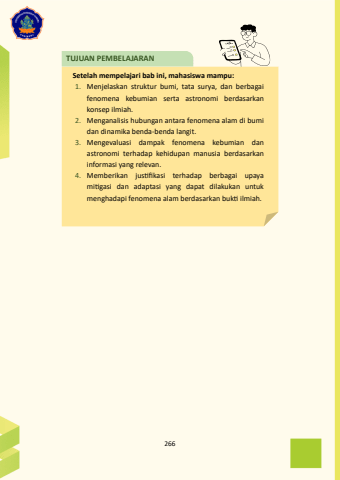 TUJUAN PEMBELAJARAN
Setelah mempelajari bab ini, mahasiswa mampu:
1. Menjelaskan struktur bumi, tata surya, dan berbagai
fenomena kebumian serta astronomi berdasarkan
konsep ilmiah.
2. Menganalisis hubungan antara fenomena alam di bumi
dan dinamika benda-benda langit.
3. Mengevaluasi dampak fenomena kebumian dan
astronomi terhadap kehidupan manusia berdasarkan
informasi yang relevan.
4. Memberikan justifikasi terhadap berbagai upaya
mitigasi dan adaptasi yang dapat dilakukan untuk
menghadapi fenomena alam berdasarkan bukti ilmiah.
266